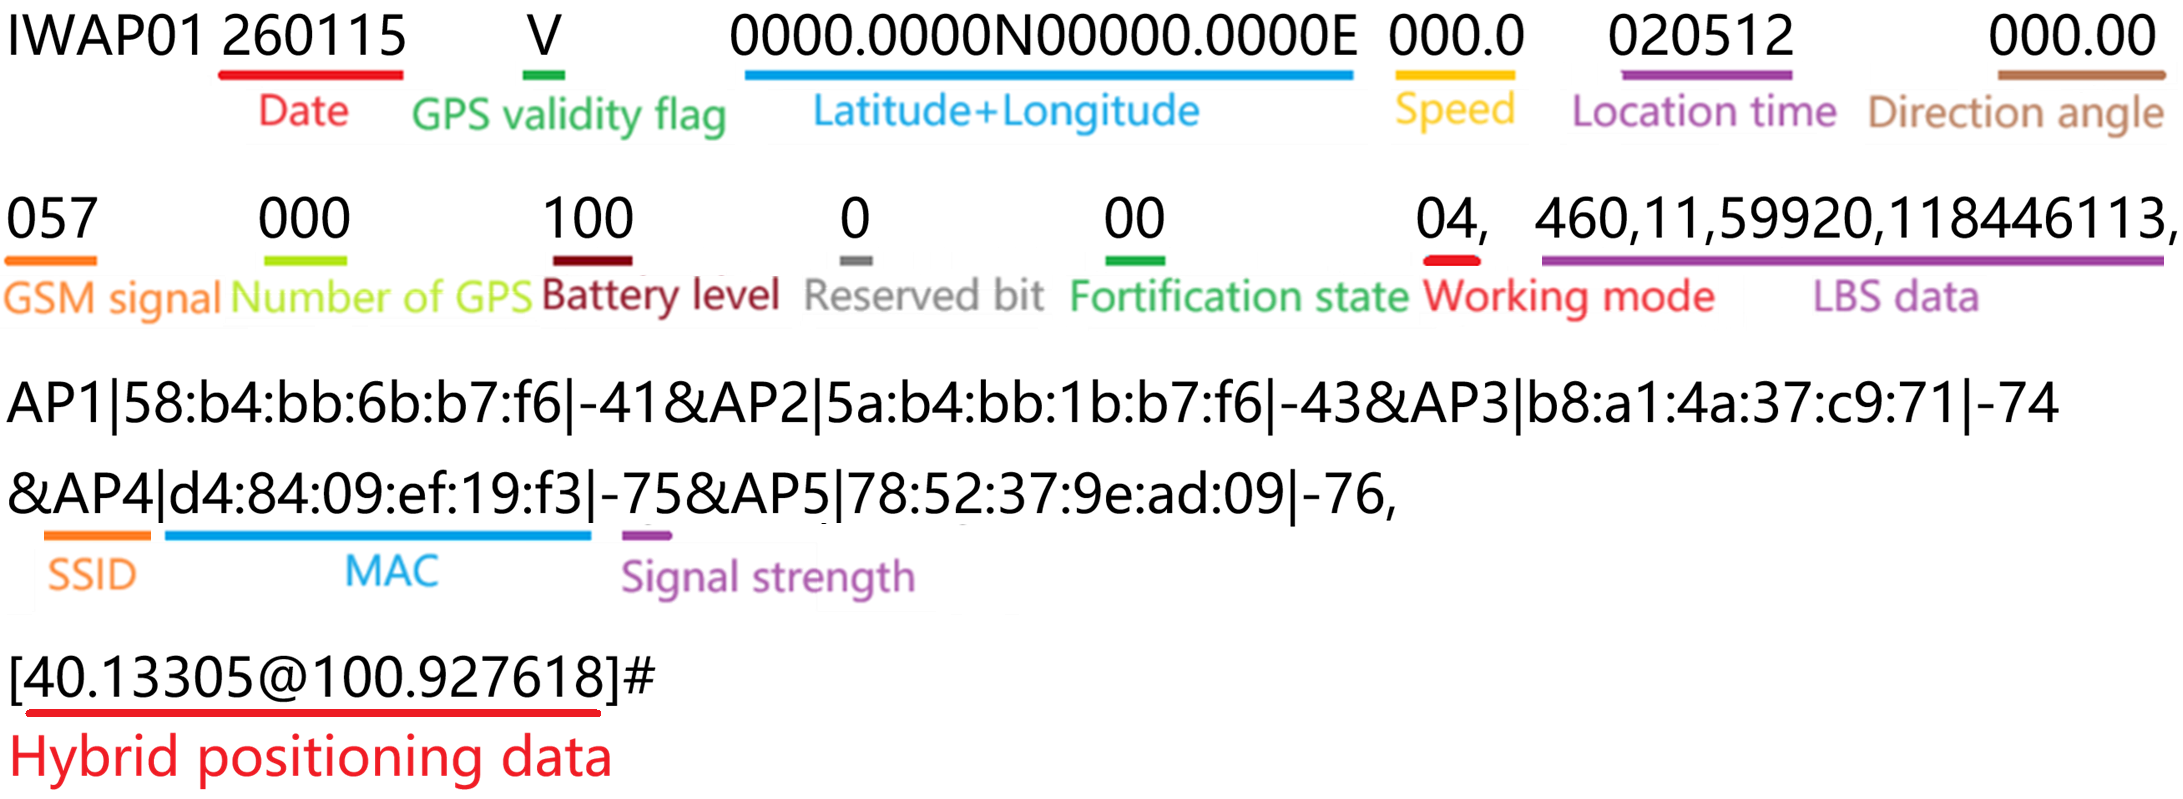 IWAP01 260115 V 0000.0000N00000.0000E 000.0 020512 000.00
Date GPS validity flag Latitude+Longitude Speed Location time Direction angle
057 000 100 0 00 04, 460,11,59920,118446113,
GSM signal Number of GPS Battery level Reserved bit Fortification state Working mode LBS data
AP1|58:b4:bb:6b:b7:f6|-41&AP2|5a:b4:bb:1b:b7:f6|-43&AP3|b8:a1:4a:37:c9:71|-74
&AP4|d4:84:09:ef:19:f3|-75&AP5|78:52:37:9e:ad:09|-76,
SSID MAC Signal strength
[40.13305@100.927618]#
Hybrid positioning data